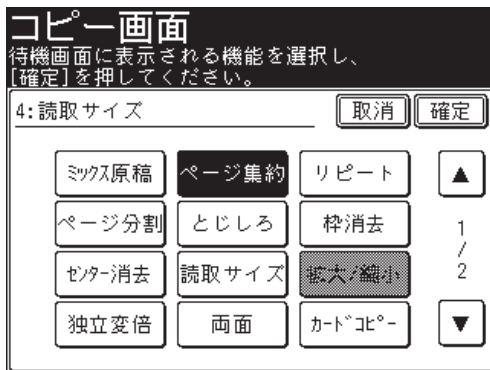 コピー画面
待機画面に表示される機能を選択し、
[確定]を押してください。
4:読取サイズ 取消 確定
ミックス原稿 ページ集約 リピート ▲
ページ分割 とじしろ 枠消去 1
/
センター消去 読取サイズ 拡大/縮小 2
独立変倍 両面 カードコピー ▼